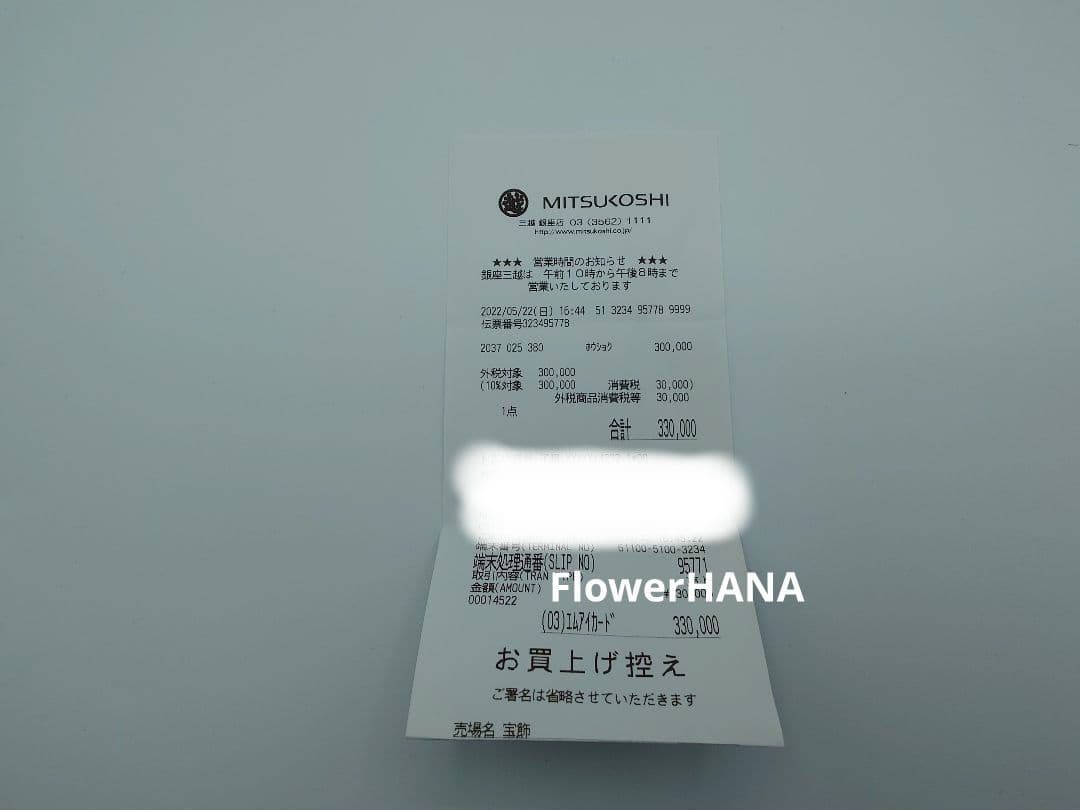 越 MITSUKOSHI
三越 銀座店 03 (3562) 1111
http://www.mitsukoshi.co.jp/
★★★ 営業時間のお知らせ ★★★
銀座三越は 午前10時から午後8時まで
営業いたしております
2022/05/22(日) 16:44 51 3234 95778 9999
伝票番号323495778
2037 025 380 ホウショク 300,000
外税対象 300,000
(10%対象 300,000 消費税 30,000)
外税商品消費税等 30,000
1点
合計 330,000
端末番号(TERMINAL NO) 61100-5100-3234
端末処理通番(SLIP NO) 95771
取引内容(TRAN
金額(AMOUNT)
FlowerHANA
00014522
(03)エムアイカード 330,000
お買上げ控え
ご署名は省略させていただきます
売場名 宝飾